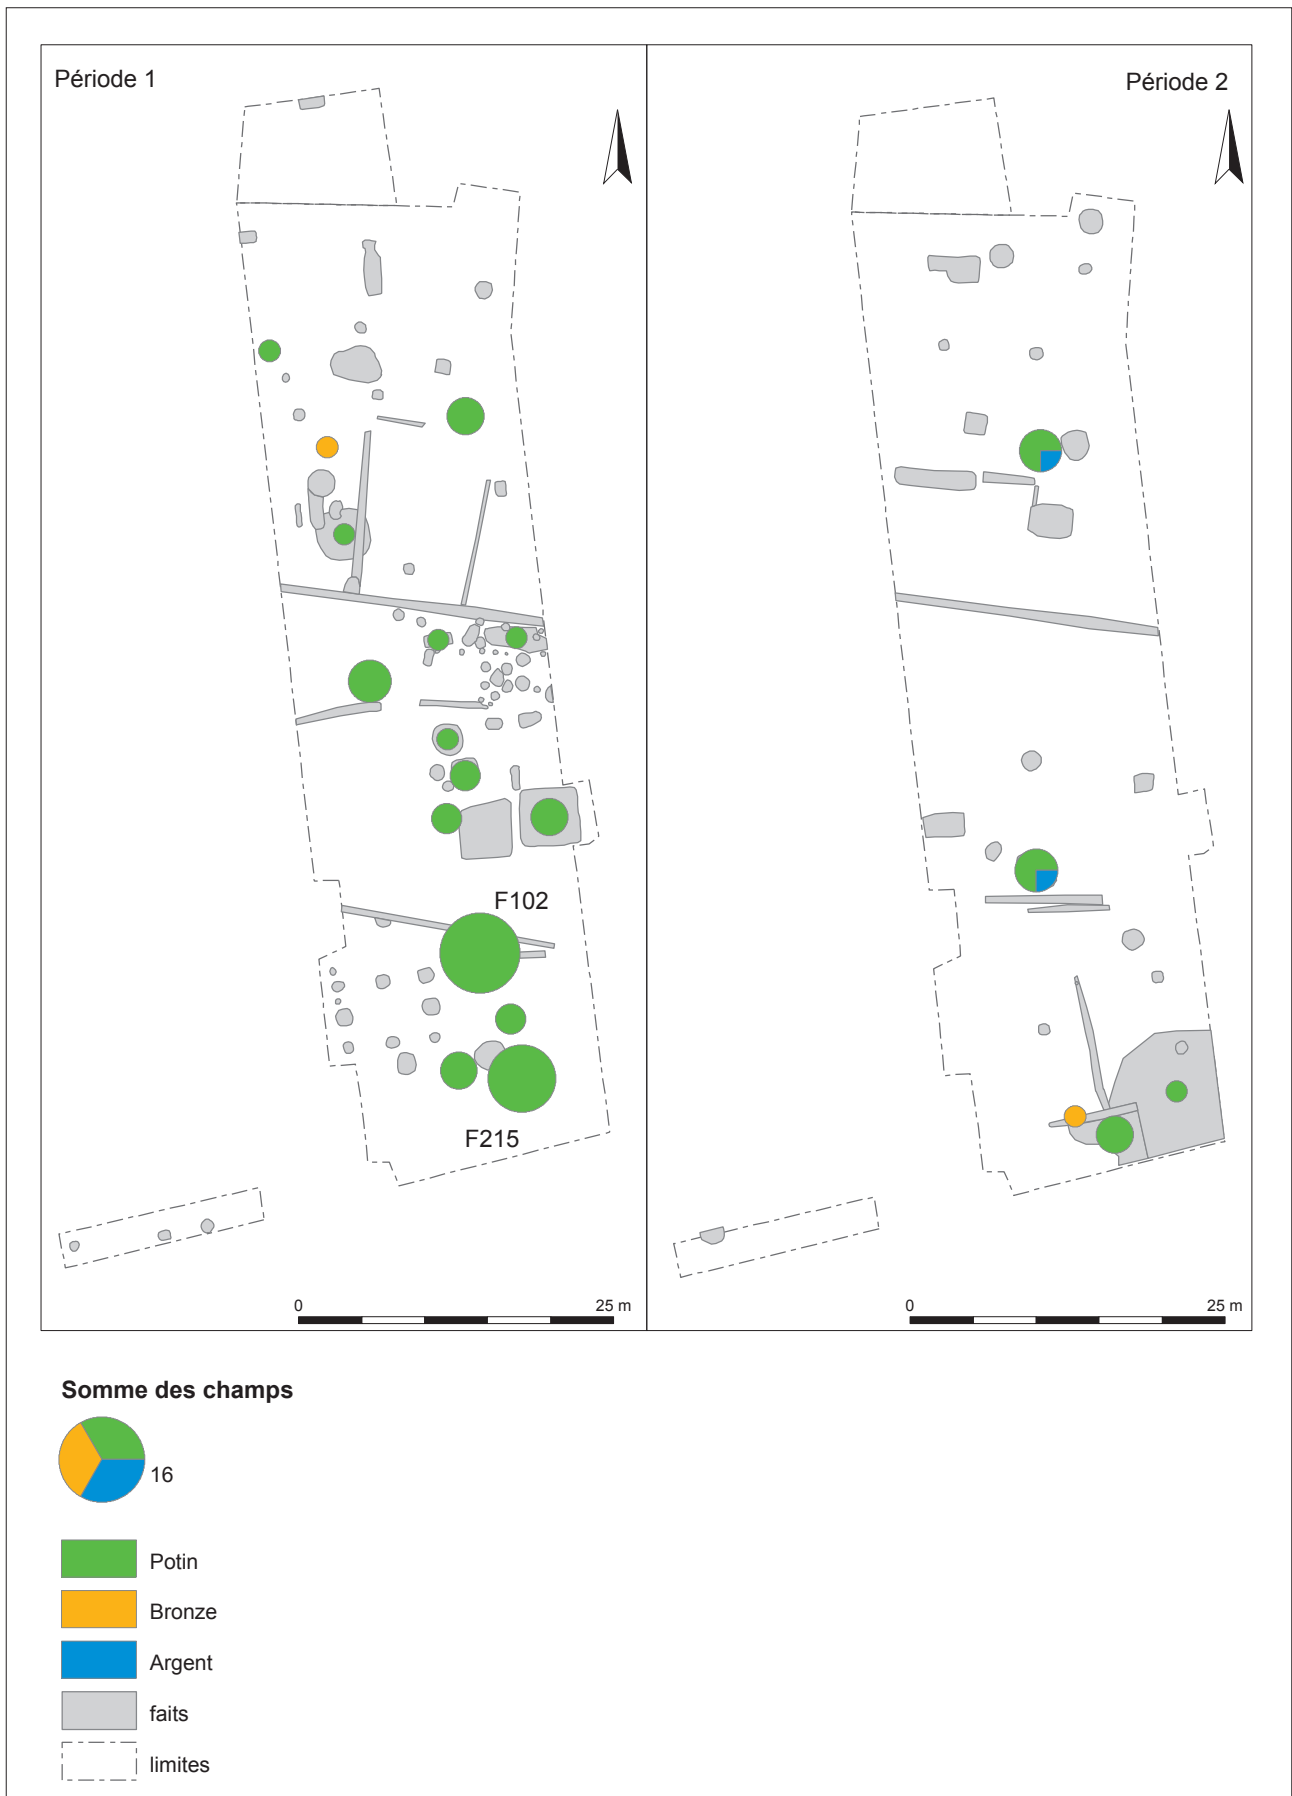 Période 1
Période 2
F102
F215
0 25 m
0 25 m
Somme des champs
16
Potin
Bronze
Argent
faits
limites